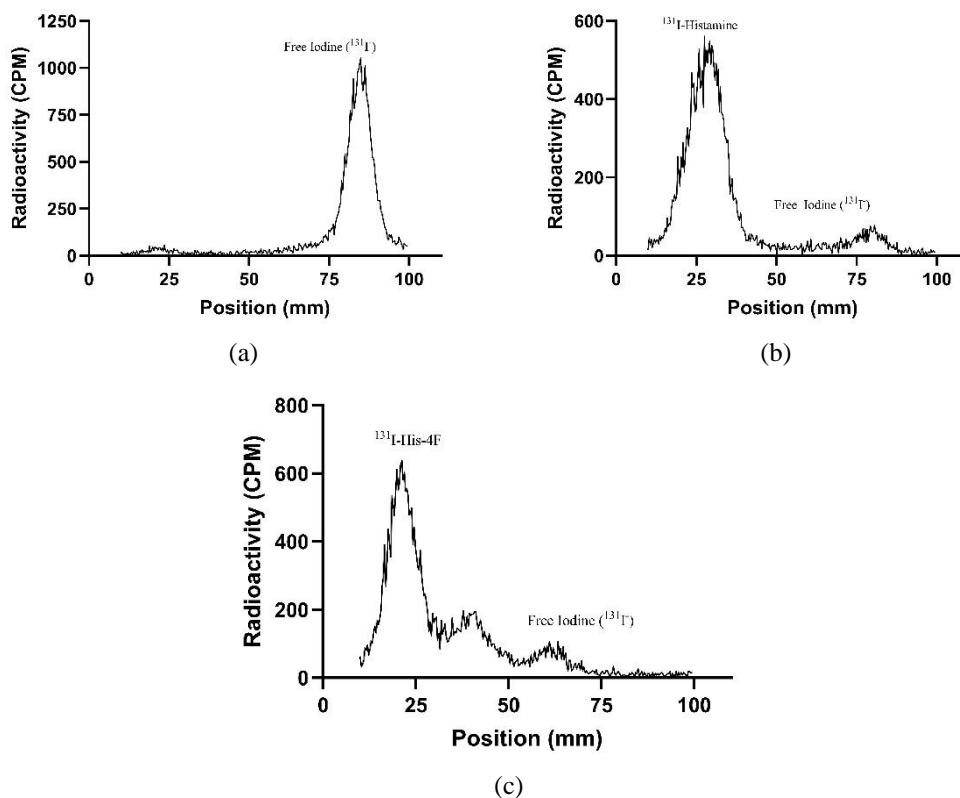 1250
1000
750
500
250
0
Radioactivity (CPM)
Free Iodine (¹³¹I⁻)
0 25 50 75 100
Position (mm)
(a)
600
400
200
0
Radioactivity (CPM)
¹³¹I-Histamine
Free Iodine (¹³¹I⁻)
0 25 50 75 100
Position (mm)
(b)
800
600
400
200
0
Radioactivity (CPM)
¹³¹I-His-4F
Free Iodine (¹³¹I⁻)
0 25 50 75 100
Position (mm)
(c)